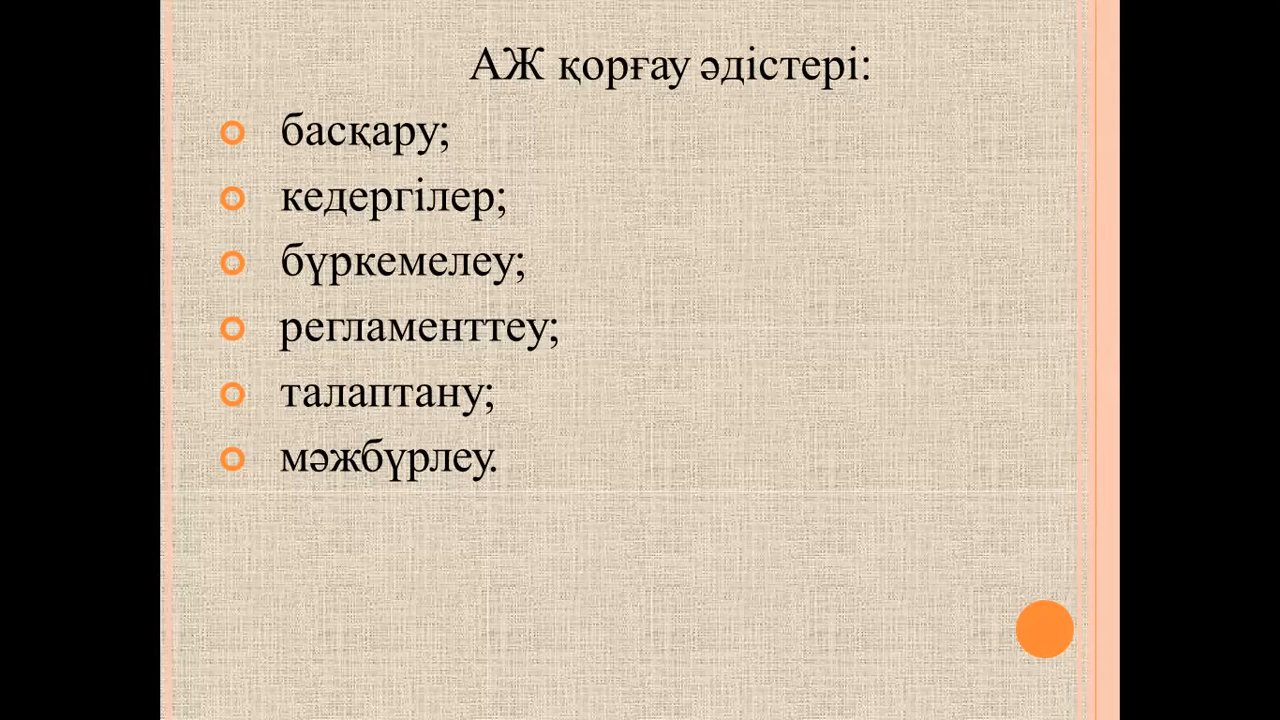 АЖ қорғау әдістері:
басқару;
кедергілер;
бүркемелеу;
регламенттеу;
талаптану;
мәжбүрлеу.